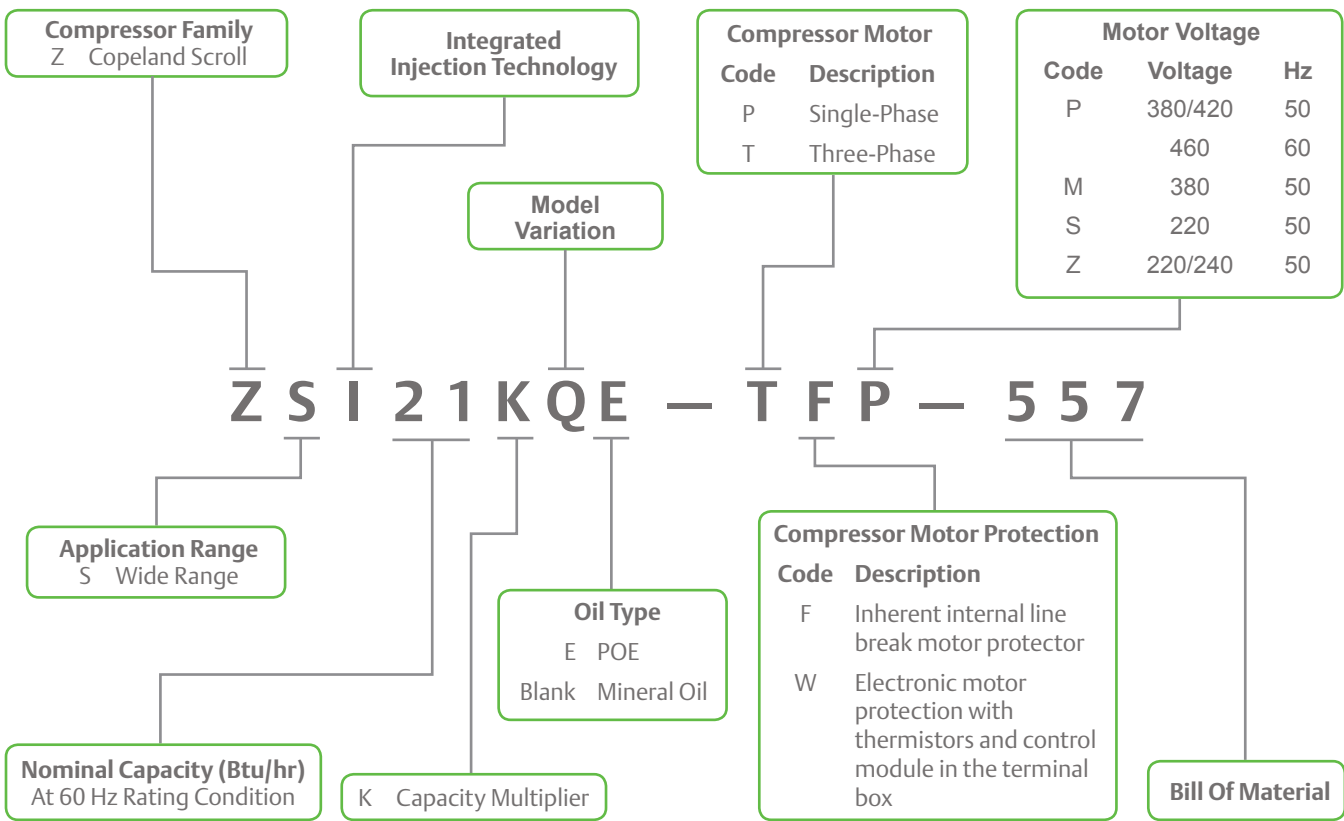 Compressor Family
Z Copeland Scroll
Integrated
Injection Technology
Compressor Motor
Code Description
P Single-Phase
T Three-Phase
Motor Voltage
Code Voltage Hz
P 380/420 50
460 60
M 380 50
S 220 50
Z 220/240 50
Model
Variation
Z S I 2 1 K Q E — T F P — 5 5 7
Application Range
S Wide Range
Nominal Capacity (Btu/hr)
At 60 Hz Rating Condition
K Capacity Multiplier
Oil Type
E POE
Blank Mineral Oil
Compressor Motor Protection
Code Description
F Inherent internal line
break motor protector
W Electronic motor
protection with
thermistors and control
module in the terminal
box
Bill Of Material